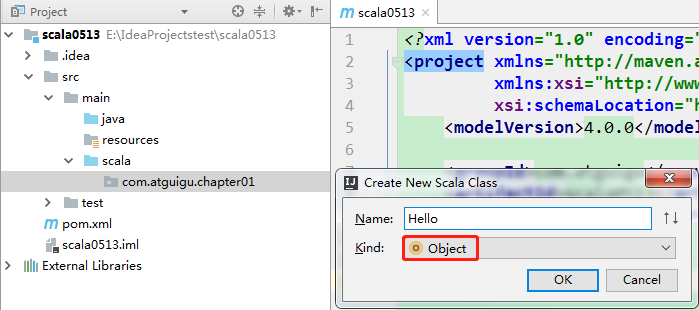 Project
scala0513 E:\IdeaProjectstest\scala0513
.idea
src
main
java
resources
scala
com.atguigu.chapter01
test
pom.xml
scala0513.iml
External Libraries
scala0513
1 <?xml version="1.0" encoding="
2 <project xmlns="http://maven.a
3 xmlns:xsi="http://www
4 xsi:schemaLocation="h
5 <modelVersion>4.0.0</model
Create New Scala Class
Name: Hello
Kind: Object
OK Cancel